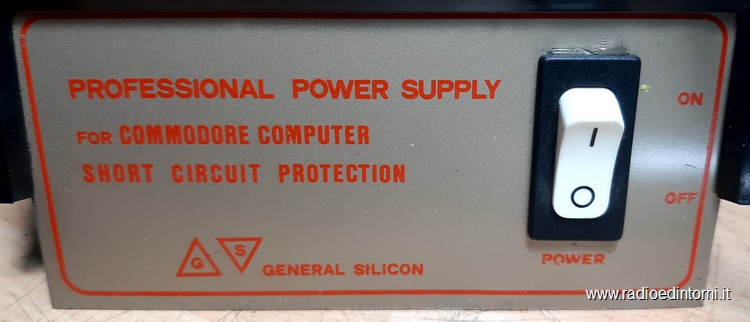 PROFESSIONAL POWER SUPPLY
FOR COMMODORE COMPUTER
SHORT CIRCUIT PROTECTION
G S GENERAL SILICON
ON
I
O
OFF
POWER
www.radioedintorni.it